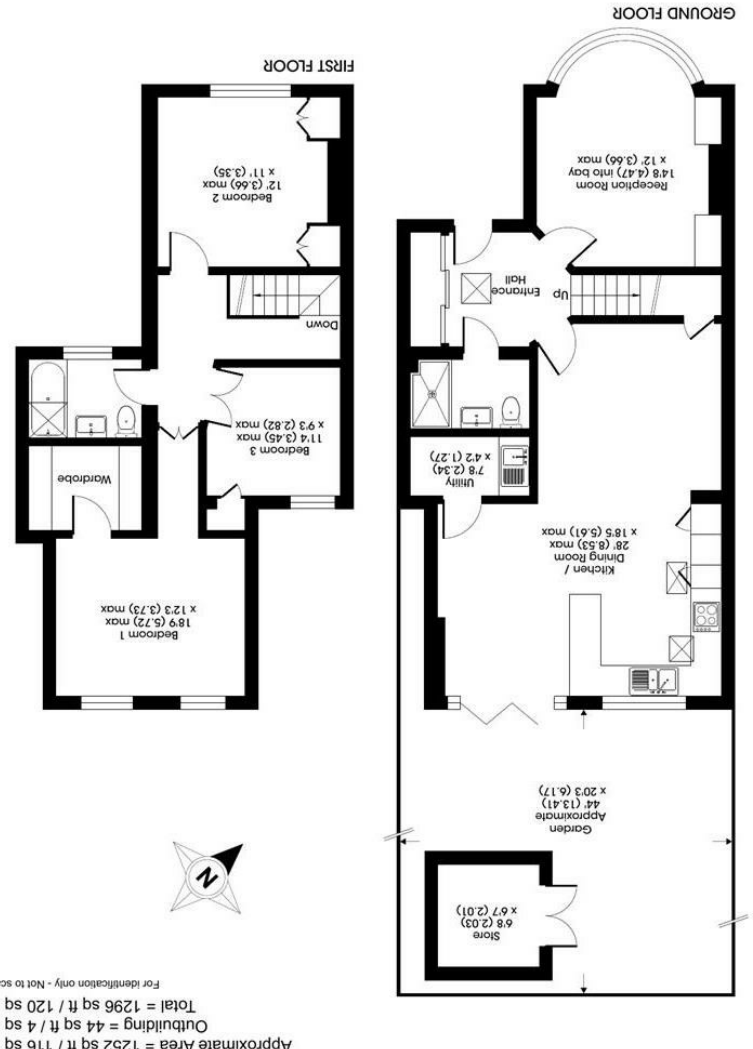 Approximate Area = 1252 sq ft / 116 sq
Outbuilding = 44 sq ft / 4 sq
Total = 1296 sq ft / 120 sq
For identification only - Not to sca
N
Store
6'8 (2.03)
x 6'7 (2.01)
Garden
Approximate
44' (13.41)
x 20'3 (6.17)
Kitchen /
Dining Room
28' (8.53) max
x 18'5 (5.61) max
Utility
7'8 (2.34)
x 4'2 (1.27)
Up
Entrance
Hall
Reception Room
14'8 (4.47) into bay
x 12' (3.66) max
GROUND FLOOR
Bedroom 1
18'9 (5.72) max
x 12'3 (3.73) max
Wardrobe
Bedroom 3
11'4 (3.45) max
x 9'3 (2.82) max
Down
Bedroom 2
12' (3.66) max
x 11' (3.35)
FIRST FLOOR